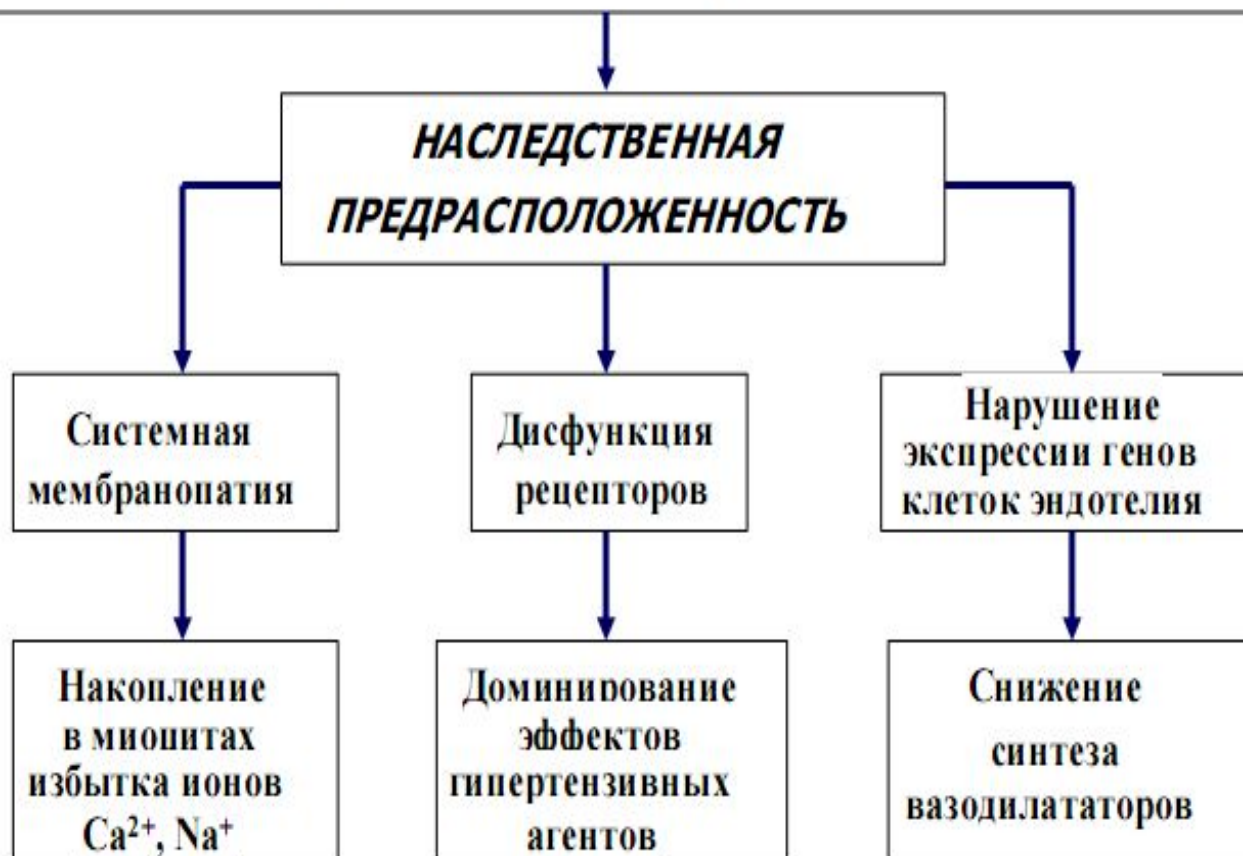 НАСЛЕДСТВЕННАЯ
ПРЕДРАСПОЛОЖЕННОСТЬ
Системная
мембранопатия
Дисфункция
рецепторов
Нарушение
экспрессии генов
клеток эндотелия
Накопление
в миоцитах
избытка ионов
Ca²⁺, Na⁺
Доминирование
эффектов
гипертензивных
агентов
Снижение
синтеза
вазодилататоров